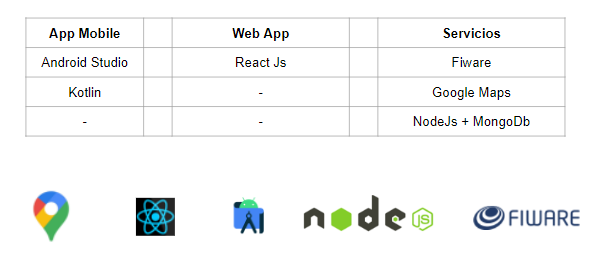 App Mobile Web App Servicios
Android Studio React Js Fiware
Kotlin - Google Maps
- - NodeJs + MongoDb
node JS FIWARE